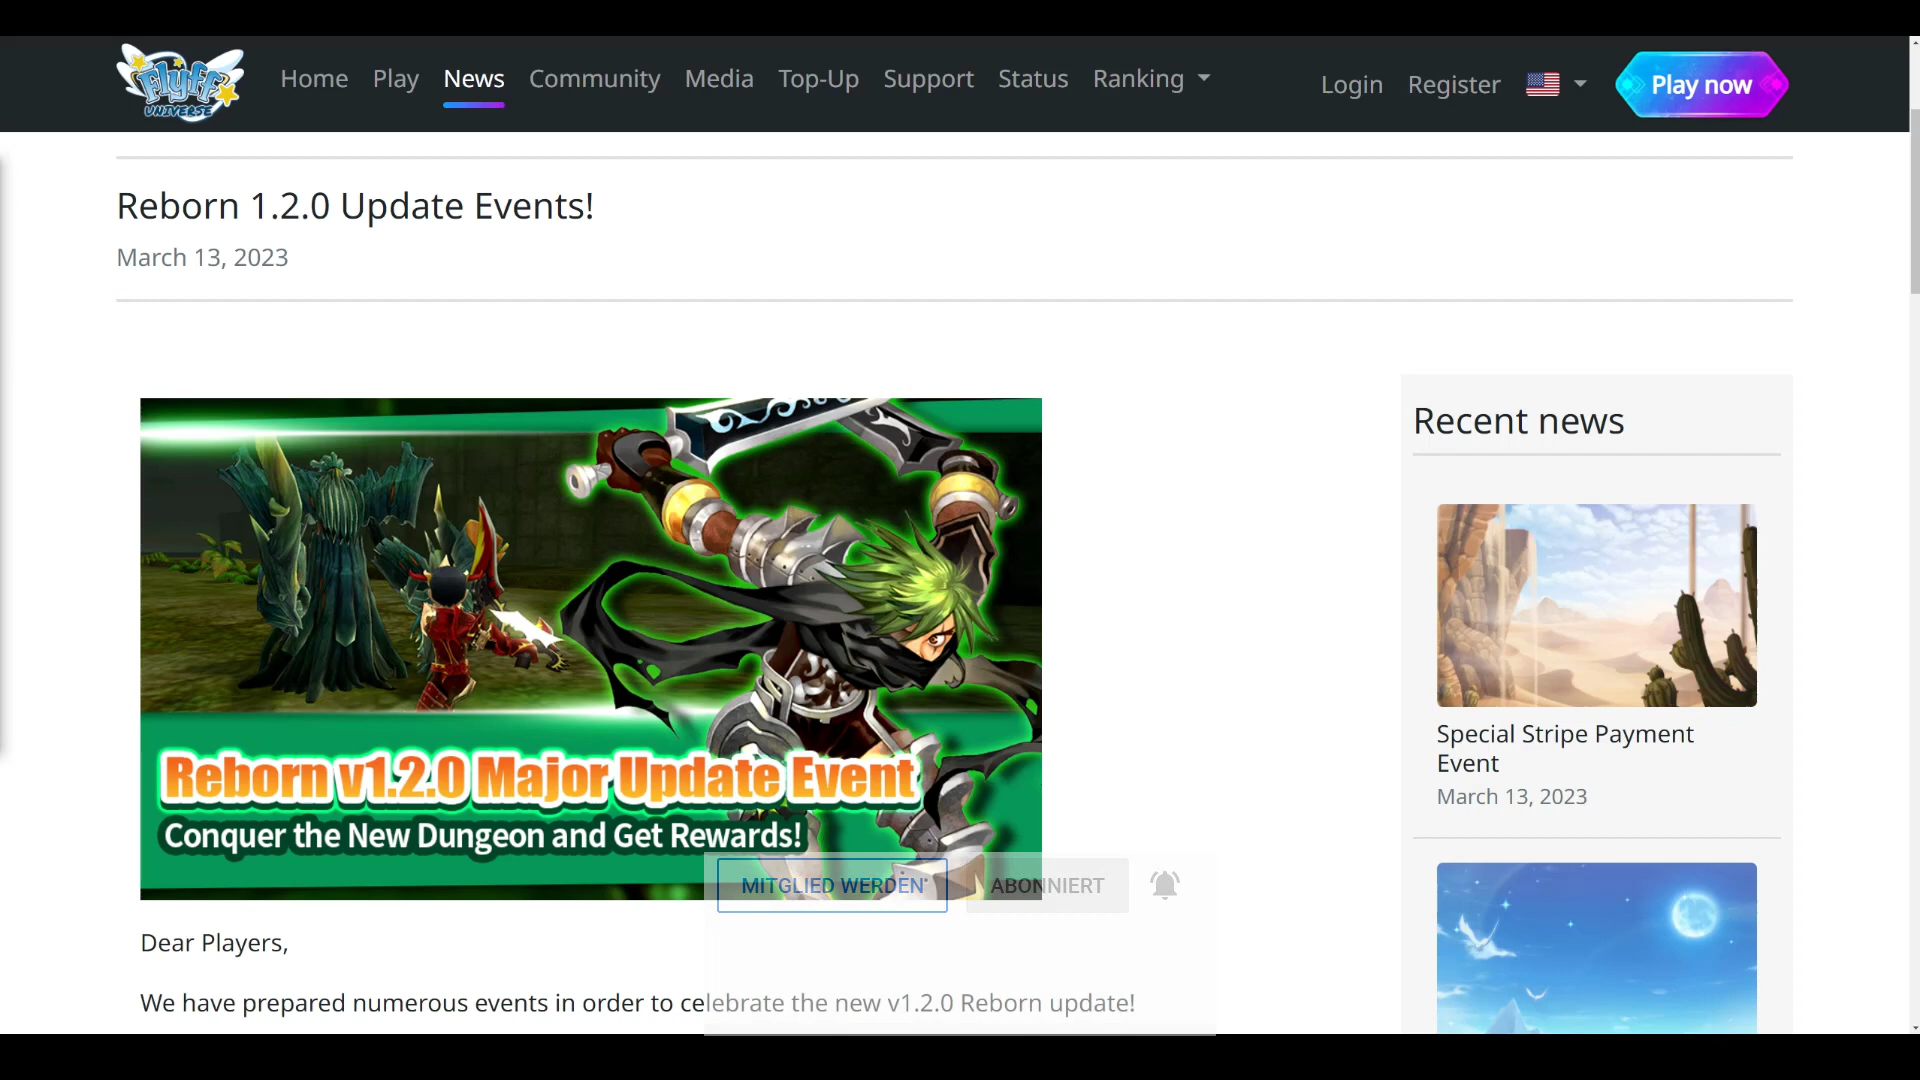 Flyff
UNIVERSE
Home Play News Community Media Top-Up Support Status Ranking
Login Register
Play now
Reborn 1.2.0 Update Events!
March 13, 2023
Reborn v1.2.0 Major Update Event
Conquer the New Dungeon and Get Rewards!
MITGLIED WERDEN
ABONNIERT
Dear Players,
We have prepared numerous events in order to celebrate the new v1.2.0 Reborn update!
Recent news
Special Stripe Payment
Event
March 13, 2023